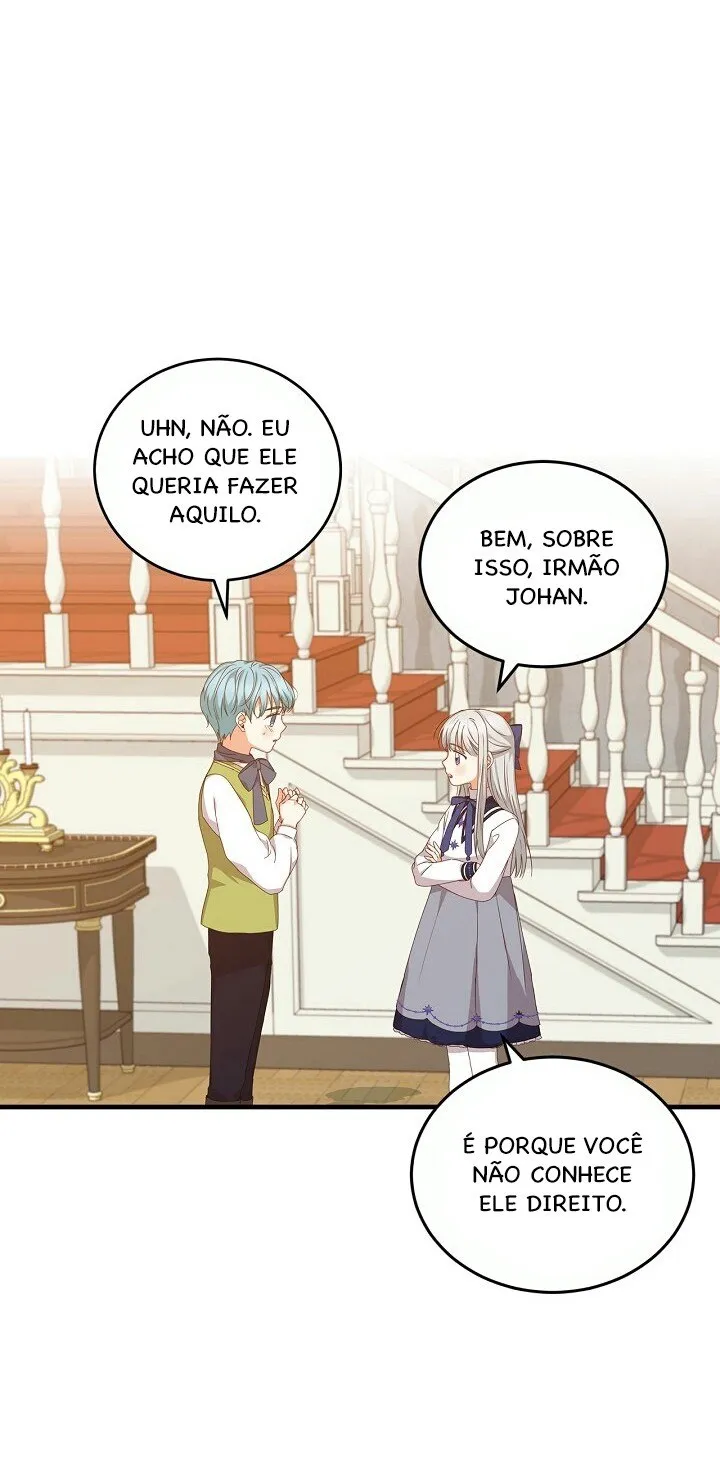 UHN, NÃO. EU
ACHO QUE ELE
QUERIA FAZER
AQUILO.
BEM, SOBRE
ISSO, IRMÃO
JOHAN.
É PORQUE VOCÊ
NÃO CONHECE
ELE DIREITO.